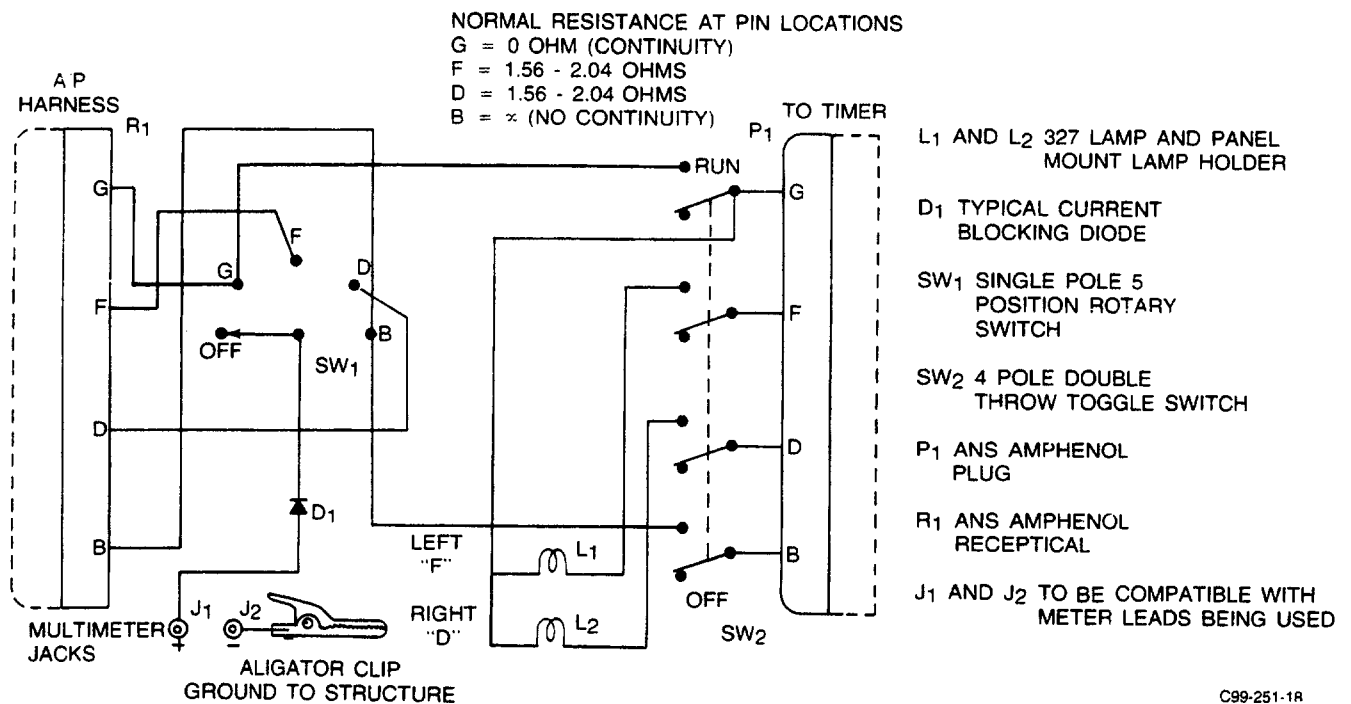 NORMAL RESISTANCE AT PIN LOCATIONS
G = 0 OHM (CONTINUITY)
F = 1.56 - 2.04 OHMS
D = 1.56 - 2.04 OHMS
B = ∝ (NO CONTINUITY)
A P
HARNESS
R1
G
F
D
B
F
G
D
OFF
B
SW1
D1
LEFT
"F"
RIGHT
"D"
L1
L2
J1
J2
+
–
MULTIMETER
JACKS
ALIGATOR CLIP
GROUND TO STRUCTURE
TO TIMER
P1
RUN
G
F
D
B
OFF
SW2
L1 AND L2 327 LAMP AND PANEL
MOUNT LAMP HOLDER
D1 TYPICAL CURRENT
BLOCKING DIODE
SW1 SINGLE POLE 5
POSITION ROTARY
SWITCH
SW2 4 POLE DOUBLE
THROW TOGGLE SWITCH
P1 ANS AMPHENOL
PLUG
R1 ANS AMPHENOL
RECEPTICAL
J1 AND J2 TO BE COMPATIBLE WITH
METER LEADS BEING USED
C99-251-18